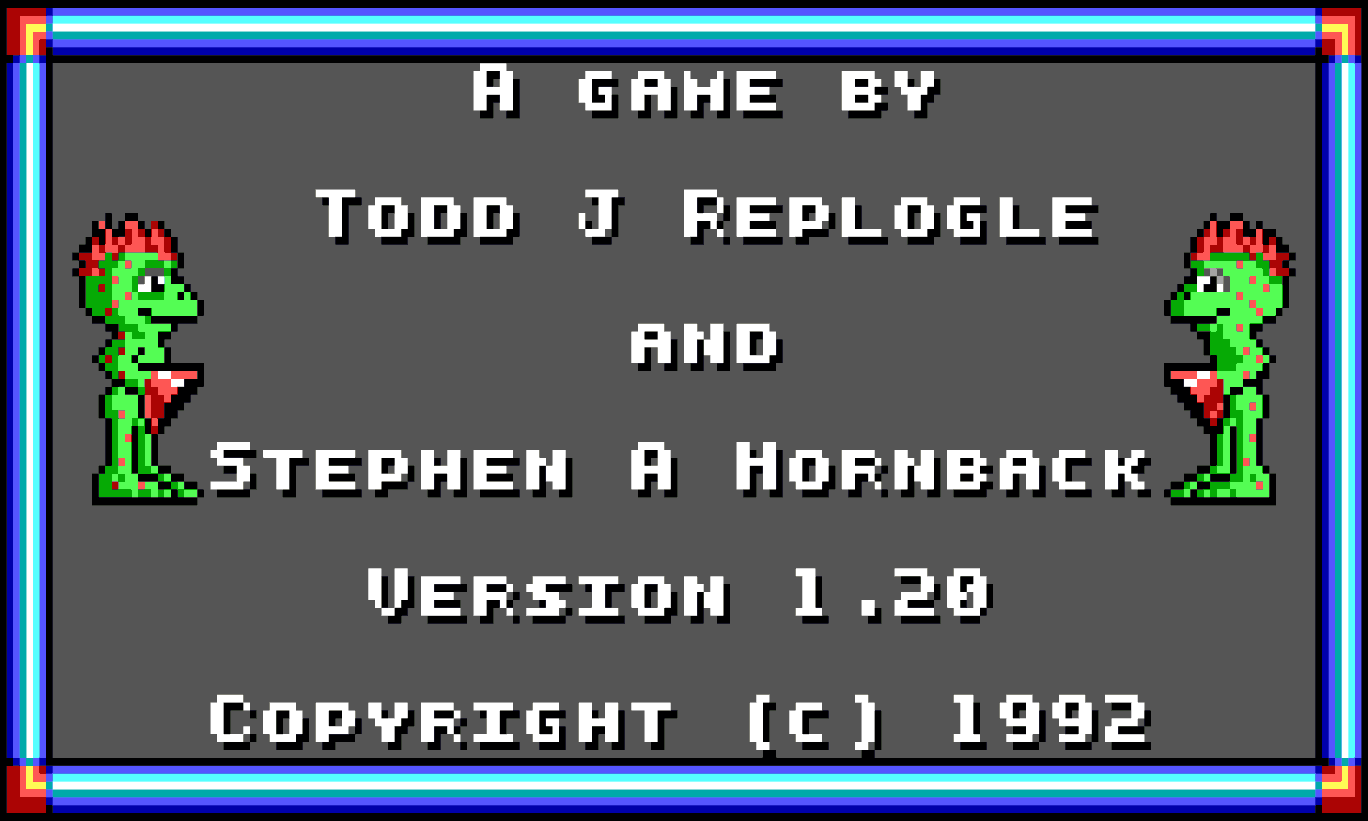 A GAME BY
TODD J REPLOGLE
AND
STEPHEN A HORNBACK
VERSION 1.20
COPYRIGHT (C) 1992